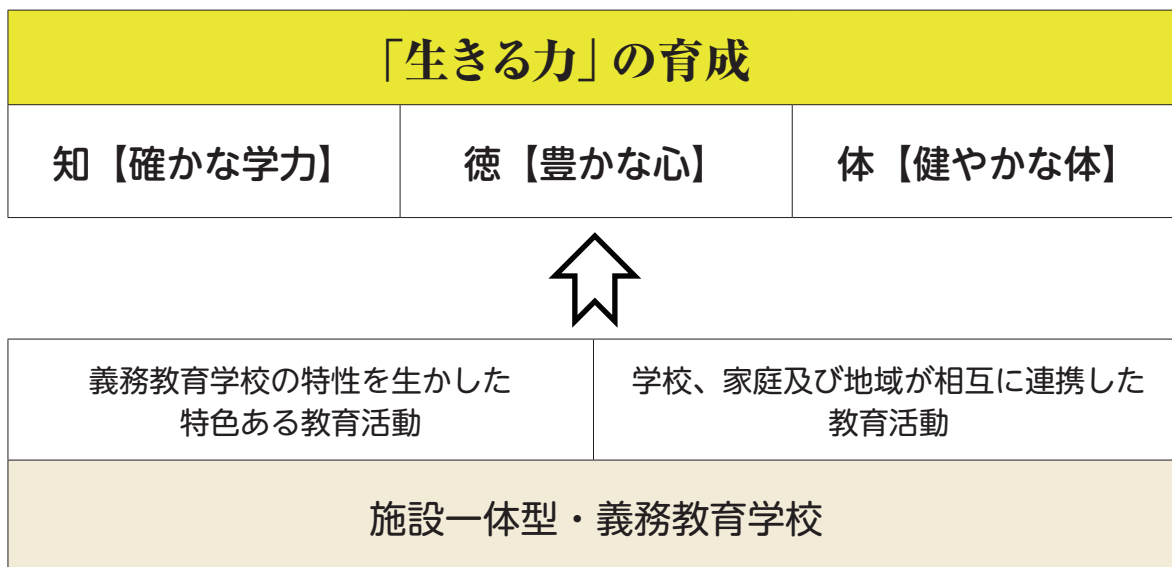 「生きる力」の育成
知【確かな学力】
徳【豊かな心】
体【健やかな体】
義務教育学校の特性を生かした
特色ある教育活動
学校、家庭及び地域が相互に連携した
教育活動
施設一体型・義務教育学校